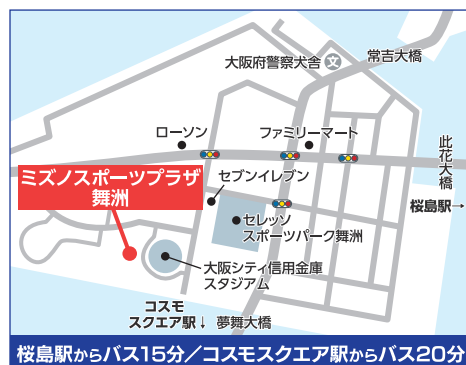 常吉大橋
大阪府警察犬舎
文
ローソン
ファミリーマート
此花大橋
ミズノスポーツプラザ
舞洲
セブンイレブン
桜島駅→
セレッソ
スポーツパーク舞洲
大阪シティ信用金庫
スタジアム
コスモ
スクエア駅↓
夢舞大橋
桜島駅からバス15分／コスモスクエア駅からバス20分